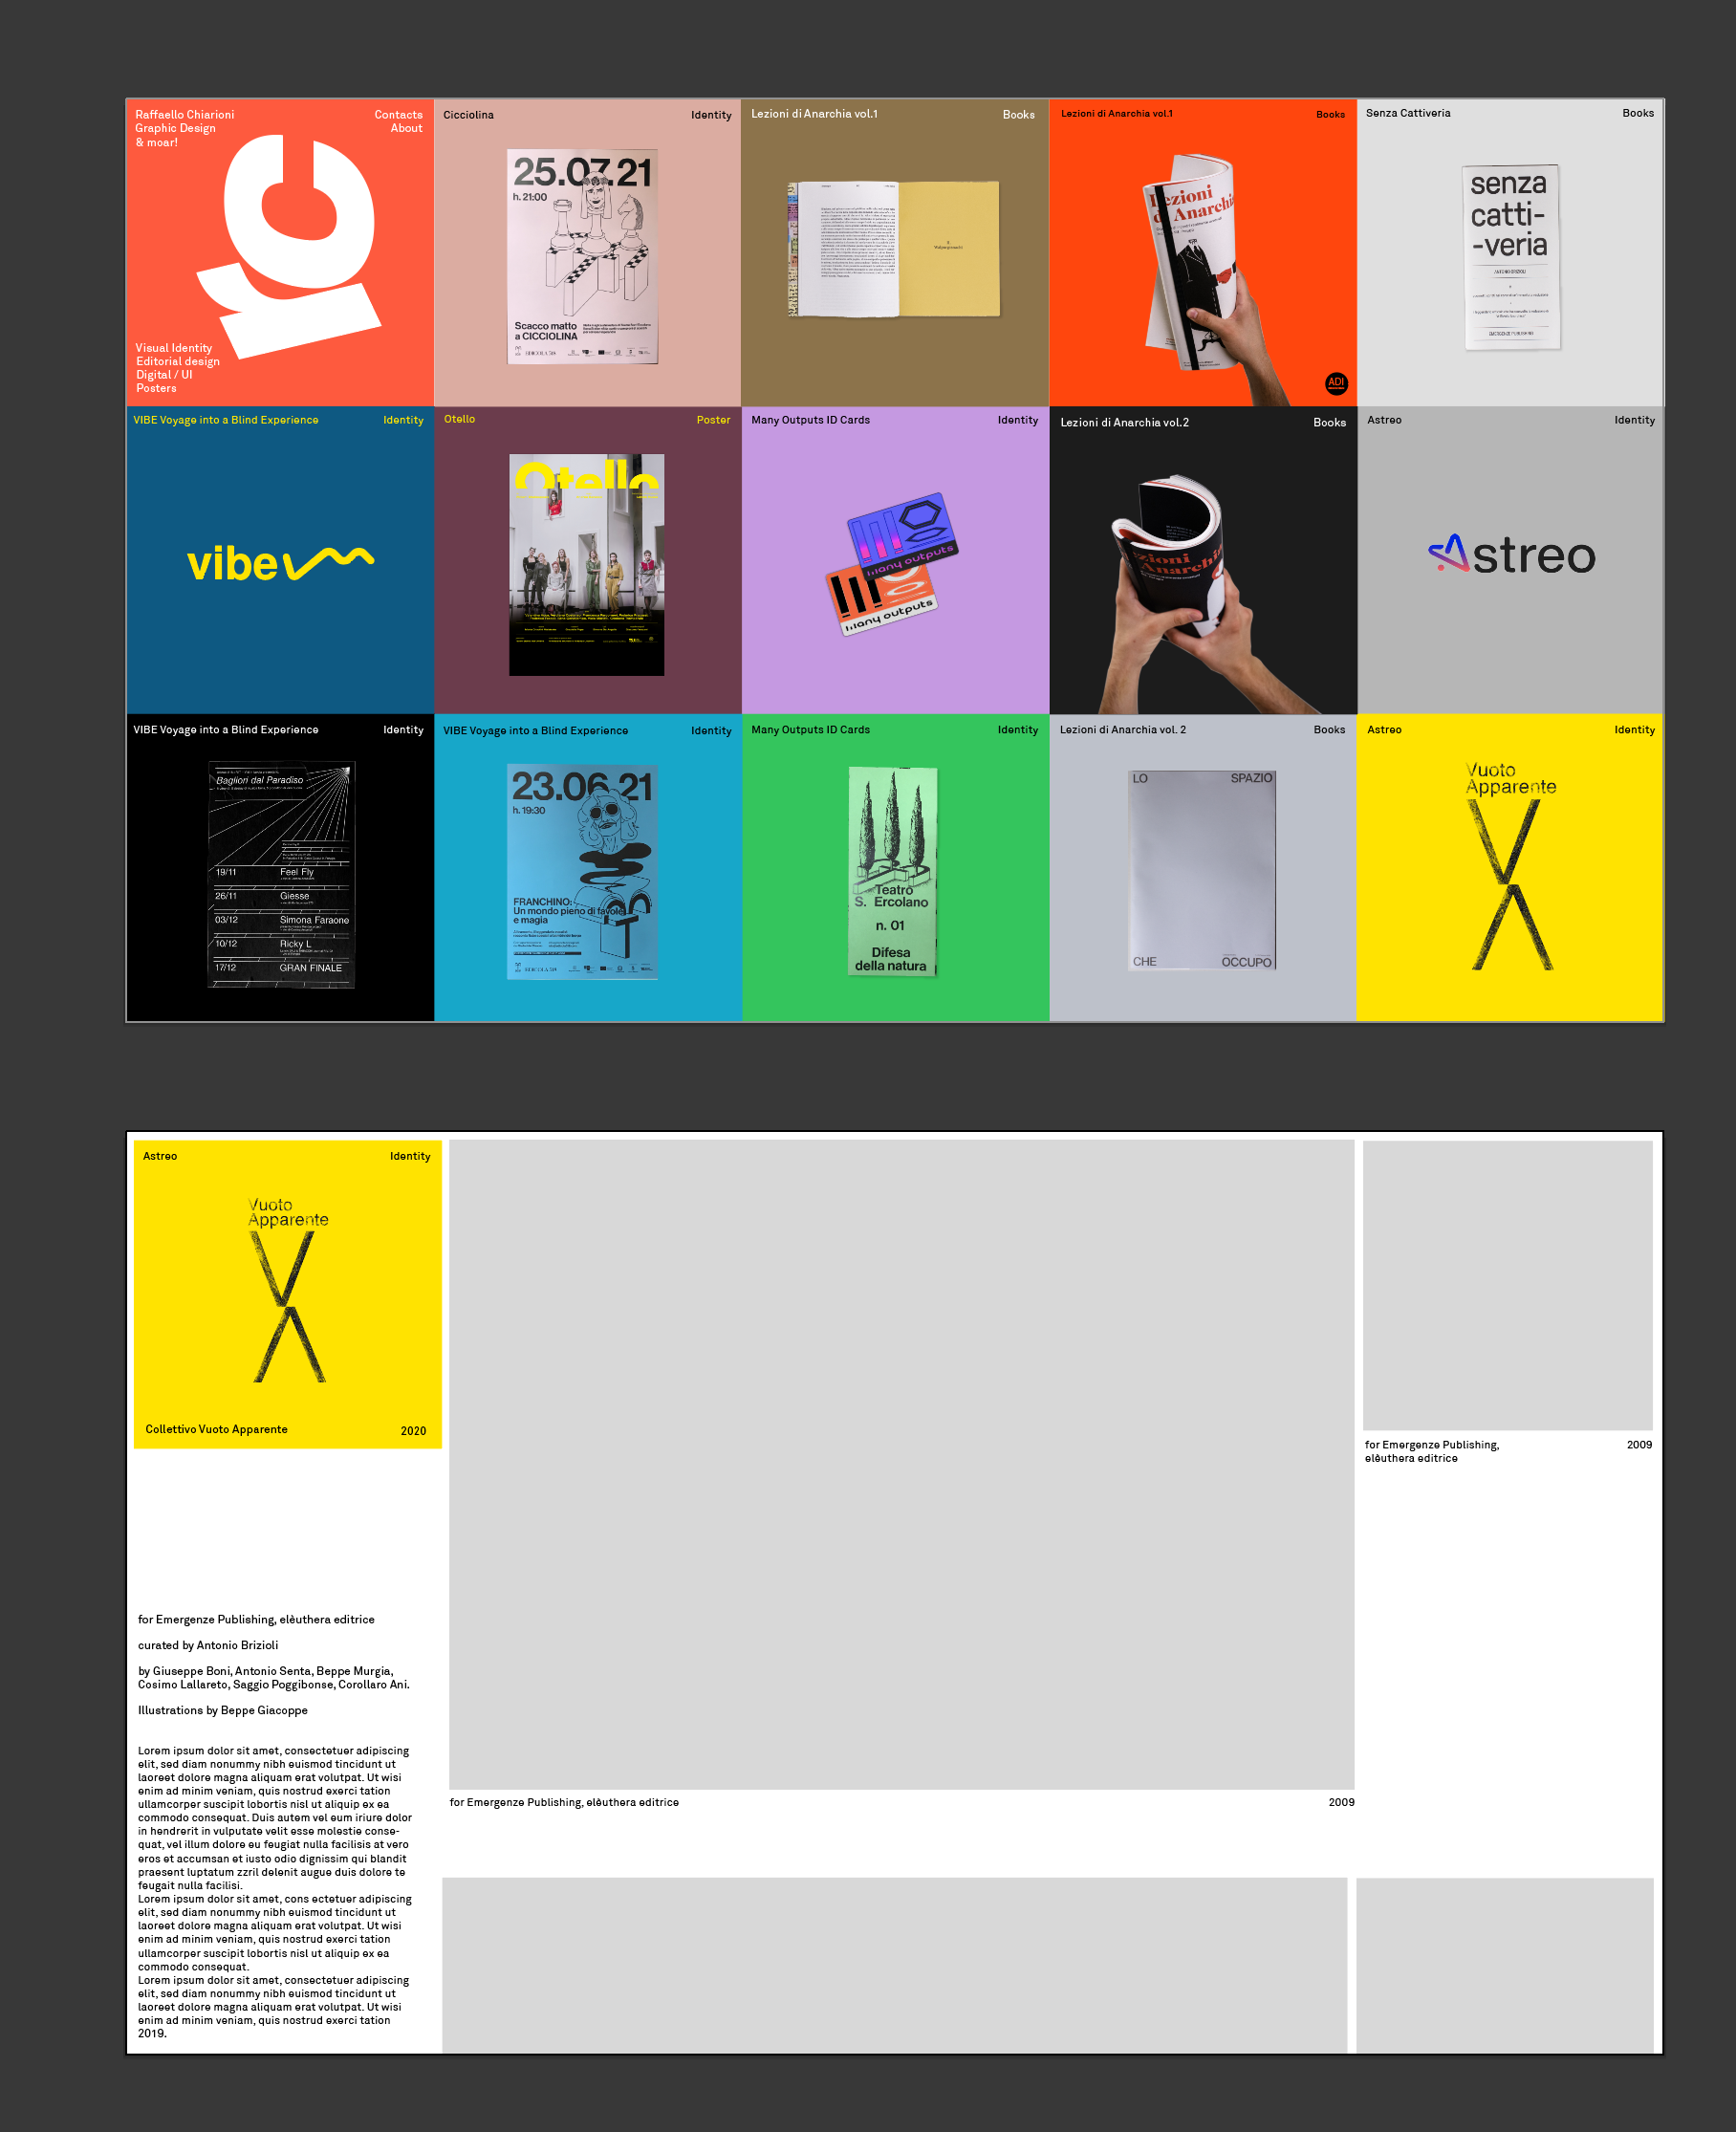 Raffaello Chiarioni
Graphic Design
& moar!
Contacts
About
Visual Identity
Editorial design
Digital / UI
Posters
Cicciolina
Identity
25.07.21
h. 21:00
Scacco matto
a CICCIOLINA
Lezioni di Anarchia vol.1
Books
Lezioni di Anarchia vol.1
Books
Lezioni
di Anarchia
ADI
Senza Cattiveria
Books
senza
catti-
-veria
EMERGENZE PUBLISHING
VIBE Voyage into a Blind Experience
Identity
vibe
Otello
Poster
Otello
Many Outputs ID Cards
Identity
many outputs
many outputs
Lezioni di Anarchia vol.2
Books
zioni
Anarchia
Astreo
Identity
Astreo
VIBE Voyage into a Blind Experience
Identity
Bagliori dal Paradiso
19/11 Feel Fly
26/11 Giesse
03/12 Simona Faraone
10/12 Ricky L
17/12 GRAN FINALE
VIBE Voyage into a Blind Experience
Identity
23.06.21
h. 19:30
FRANCHINO:
Un mondo pieno di favole
e magia
Many Outputs ID Cards
Identity
Teatro
S. Ercolano
n. 01
Difesa
della natura
Lezioni di Anarchia vol. 2
Books
LO SPAZIO
CHE OCCUPO
Astreo
Identity
Vuoto
Apparente
Astreo
Identity
Vuoto
Apparente
Collettivo Vuoto Apparente
2020
for Emergenze Publishing, elèuthera editrice
curated by Antonio Brizioli
by Giuseppe Boni, Antonio Senta, Beppe Murgia,
Cosimo Lallareto, Saggio Poggibonse, Corollaro Ani.
Illustrations by Beppe Giacoppe
Lorem ipsum dolor sit amet, consectetuer adipiscing
elit, sed diam nonummy nibh euismod tincidunt ut
laoreet dolore magna aliquam erat volutpat. Ut wisi
enim ad minim veniam, quis nostrud exerci tation
ullamcorper suscipit lobortis nisl ut aliquip ex ea
commodo consequat. Duis autem vel eum iriure dolor
in hendrerit in vulputate velit esse molestie conse-
quat, vel illum dolore eu feugiat nulla facilisis at vero
eros et accumsan et iusto odio dignissim qui blandit
praesent luptatum zzril delenit augue duis dolore te
feugait nulla facilisi.
Lorem ipsum dolor sit amet, cons ectetuer adipiscing
elit, sed diam nonummy nibh euismod tincidunt ut
laoreet dolore magna aliquam erat volutpat. Ut wisi
enim ad minim veniam, quis nostrud exerci tation
ullamcorper suscipit lobortis nisl ut aliquip ex ea
commodo consequat.
Lorem ipsum dolor sit amet, consectetuer adipiscing
elit, sed diam nonummy nibh euismod tincidunt ut
laoreet dolore magna aliquam erat volutpat. Ut wisi
enim ad minim veniam, quis nostrud exerci tation
2019.
for Emergenze Publishing, elèuthera editrice
2009
for Emergenze Publishing,
elèuthera editrice
2009